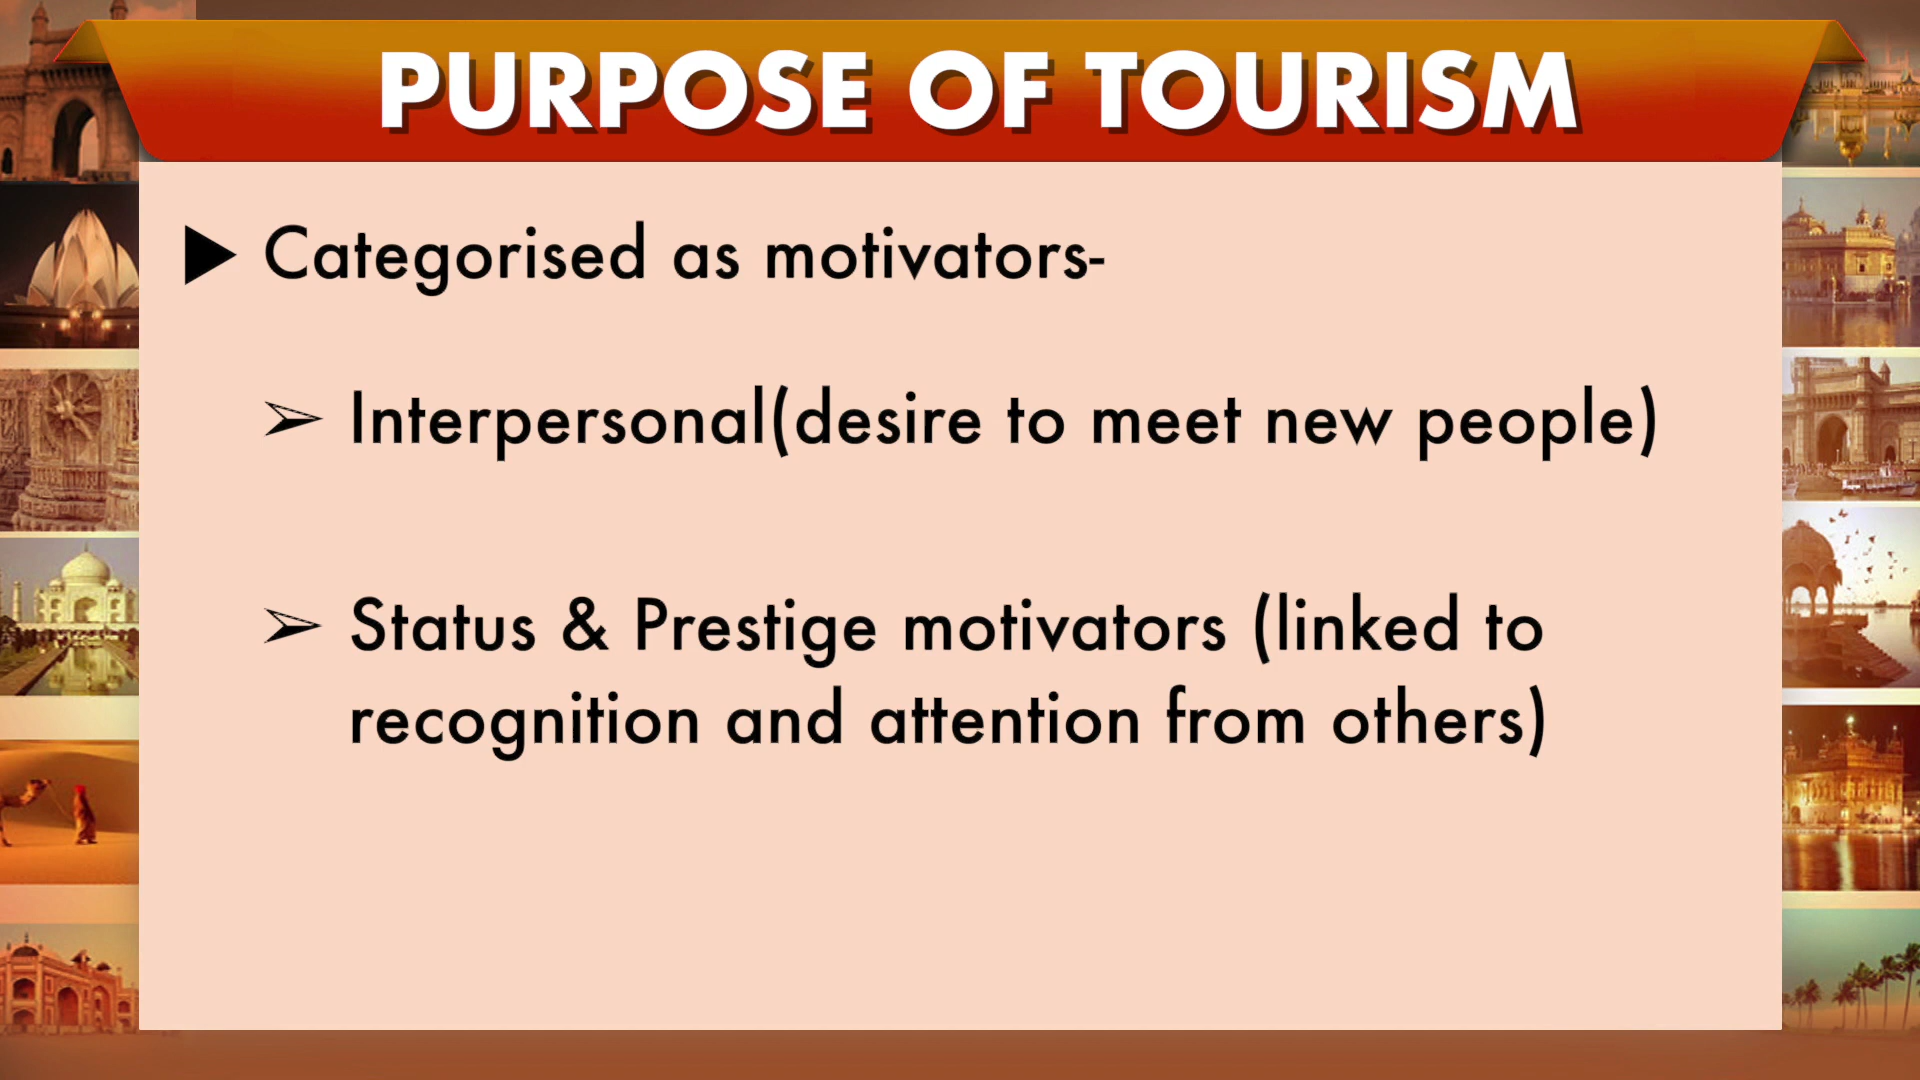 PURPOSE OF TOURISM
▶ Categorised as motivators-
➢ Interpersonal(desire to meet new people)
➢ Status & Prestige motivators (linked to
recognition and attention from others)